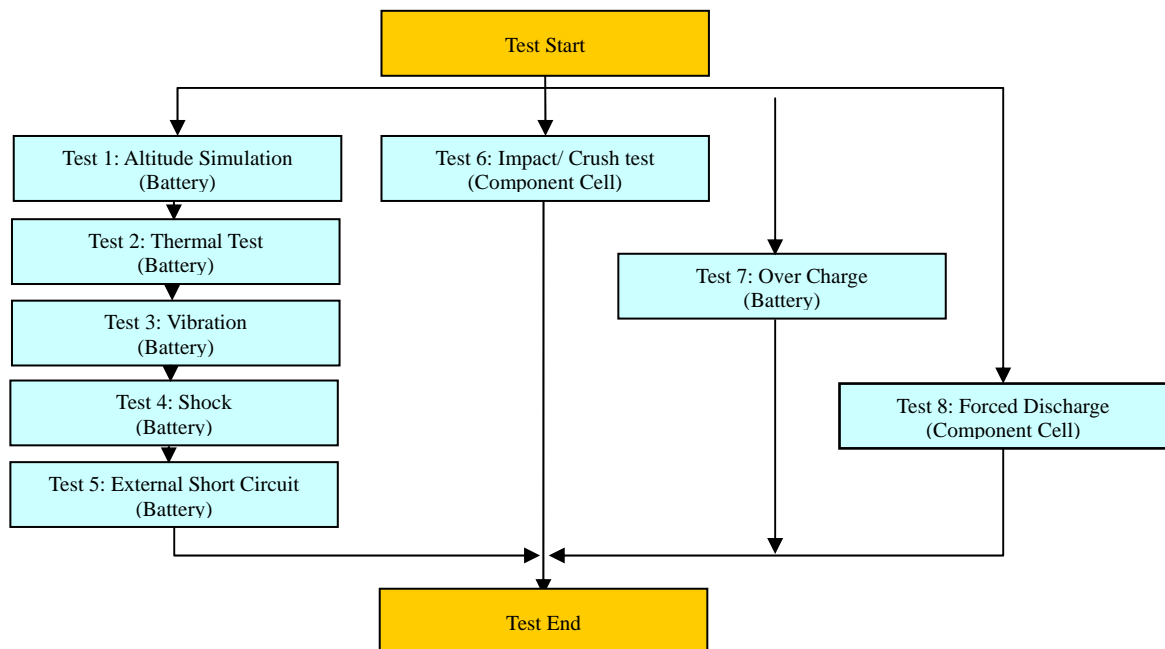 Test Start
Test 1: Altitude Simulation
(Battery)
Test 2: Thermal Test
(Battery)
Test 3: Vibration
(Battery)
Test 4: Shock
(Battery)
Test 5: External Short Circuit
(Battery)
Test 6: Impact/ Crush test
(Component Cell)
Test 7: Over Charge
(Battery)
Test 8: Forced Discharge
(Component Cell)
Test End